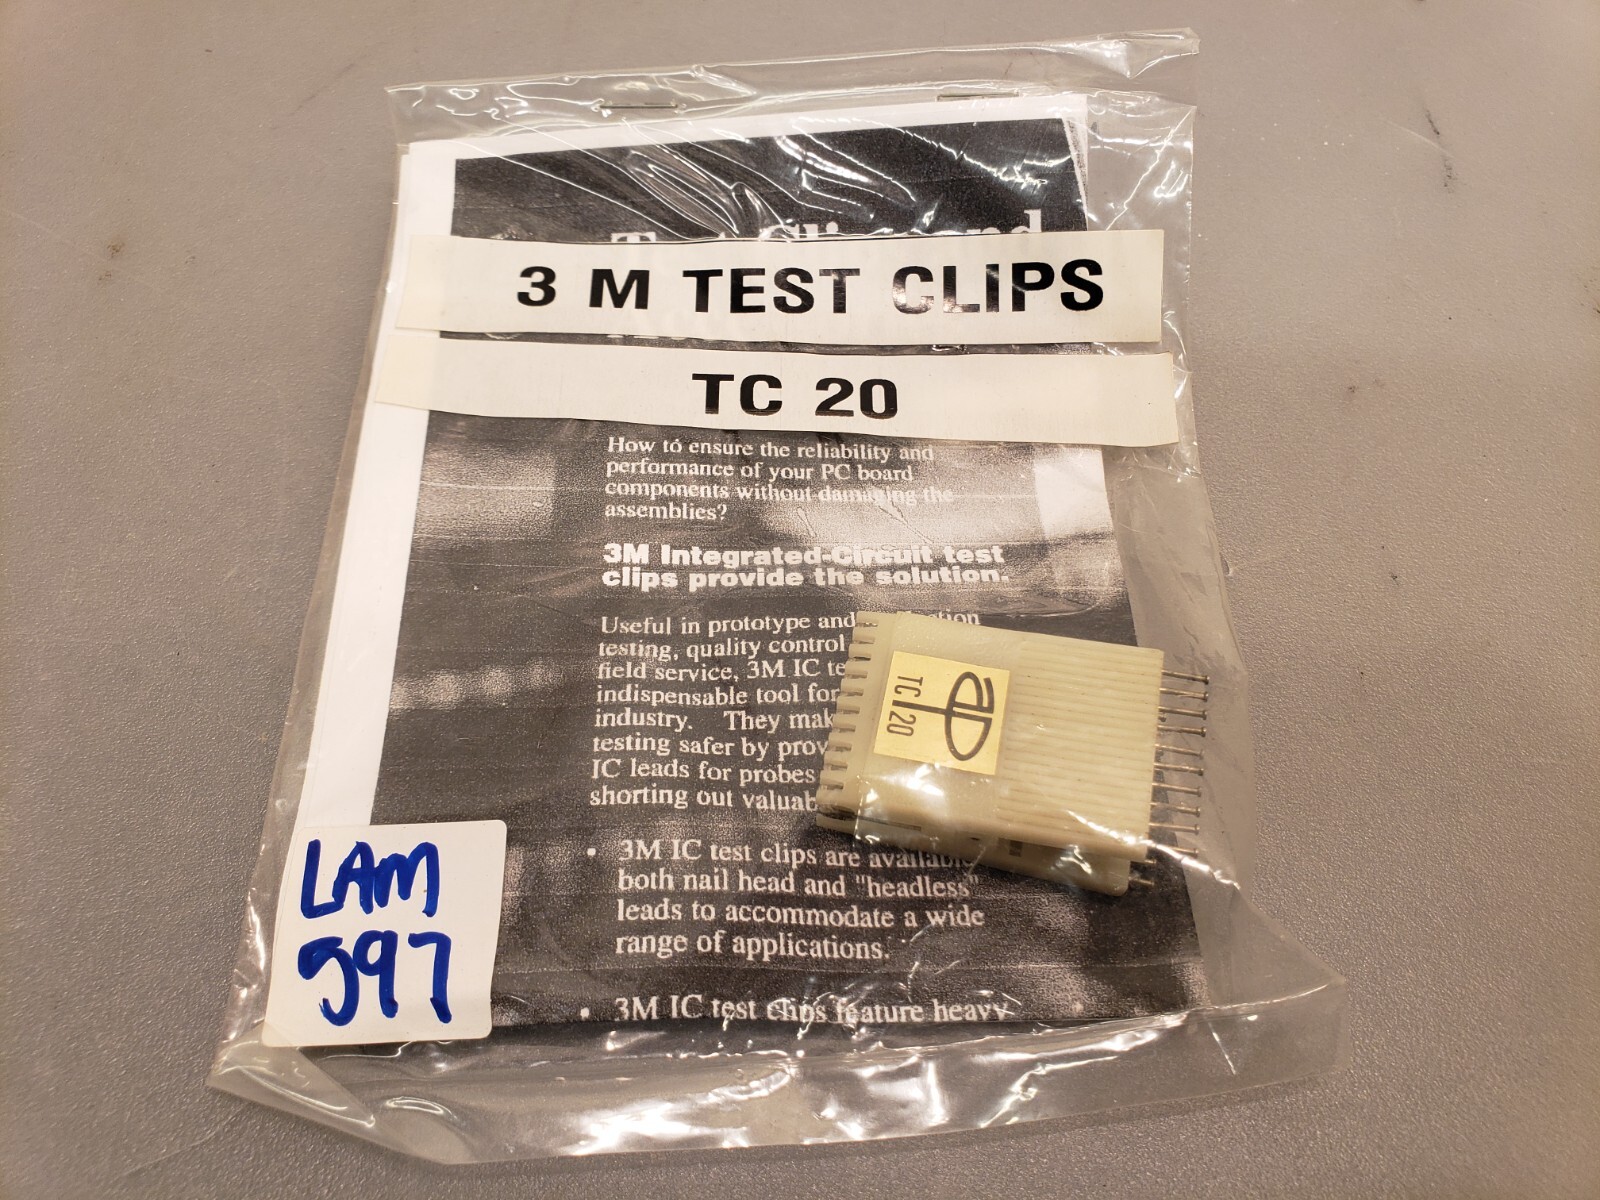 3 M TEST CLIPS
TC 20
How to ensure the reliability and
performance of your PC board
components without damaging the
assemblies?
3M Integrated-Circuit test
clips provide the solution.
Useful in prototype and
testing, quality control
field service, 3M IC
indispensable tool for
industry. They
testing safer by
IC leads for probes
shorting out
ap
TC 20
• 3M IC test clips are
both nail head and "headless"
leads to accommodate a wide
range of applications.
• 3M IC test clips feature heavy
LAM
597